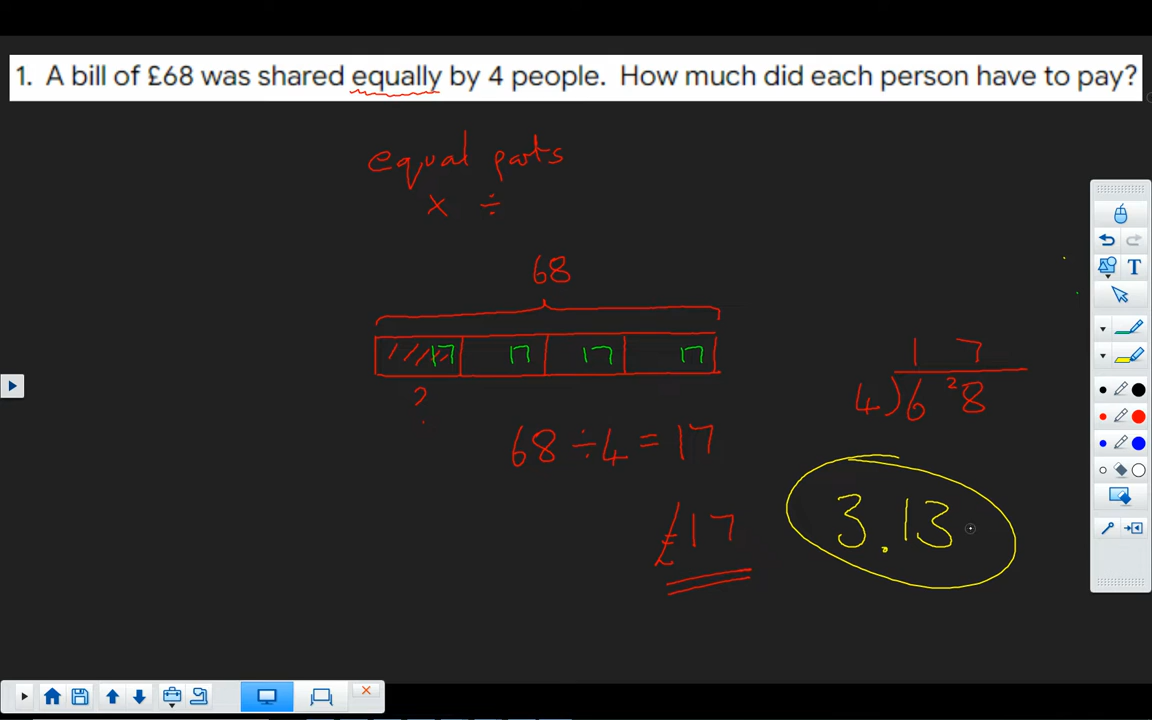 1. A bill of £68 was shared equally by 4 people. How much did each person have to pay?
equal parts
× ÷
68
17 17 17 17
?
1 7
4)6 ²8
68 ÷ 4 = 17
£17
3.13
T